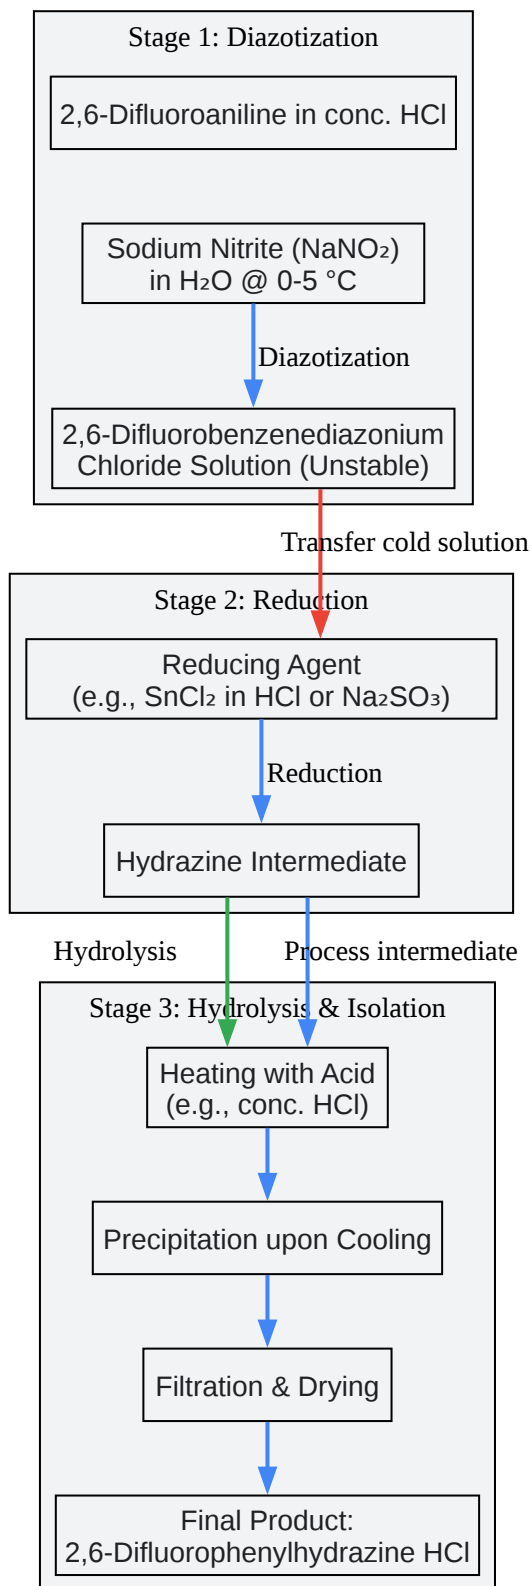 Stage 1: Diazotization
2,6-Difluoroaniline in conc. HCl
Sodium Nitrite (NaNO₂)
in H₂O @ 0-5 °C
Diazotization
2,6-Difluorobenzenediazonium
Chloride Solution (Unstable)
Transfer cold solution
Stage 2: Reduction
Reducing Agent
(e.g., SnCl₂ in HCl or Na₂SO₃)
Reduction
Hydrazine Intermediate
Hydrolysis
Process intermediate
Stage 3: Hydrolysis & Isolation
Heating with Acid
(e.g., conc. HCl)
Precipitation upon Cooling
Filtration & Drying
Final Product:
2,6-Difluorophenylhydrazine HCl